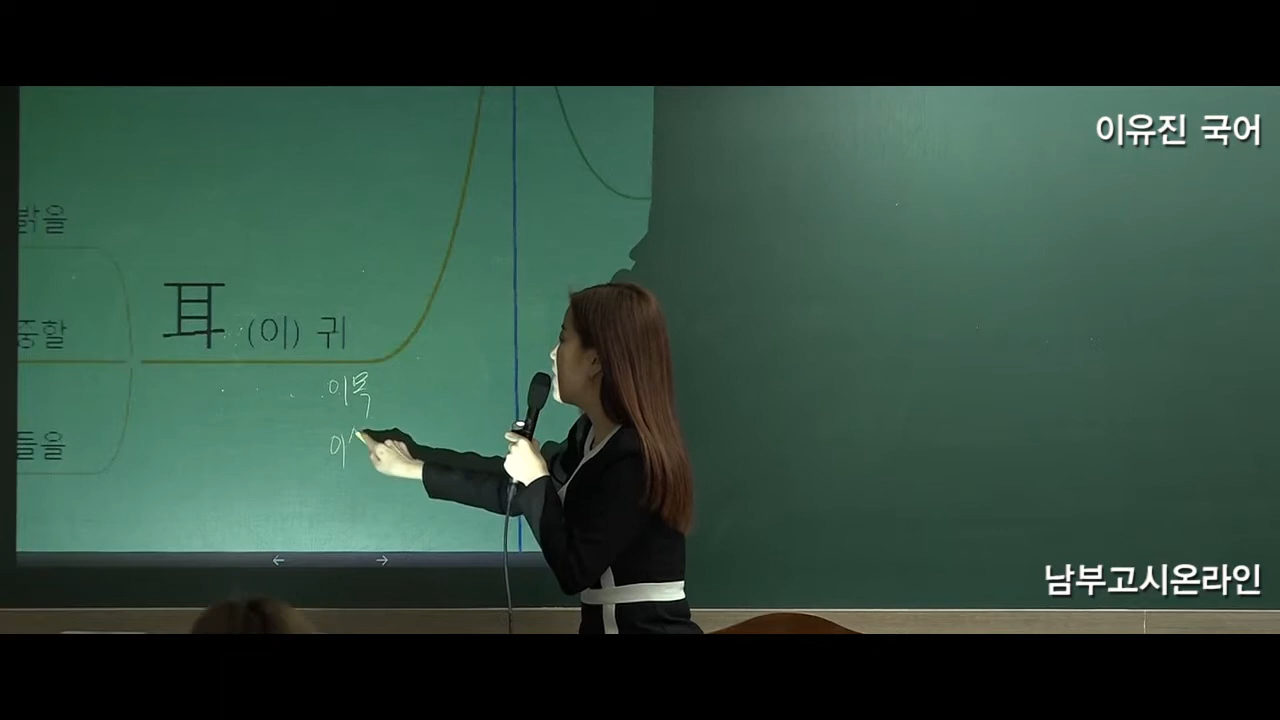 이유진 국어
밝을
耳 (이) 귀
중할
이목
이
들을
← →
남부고시온라인